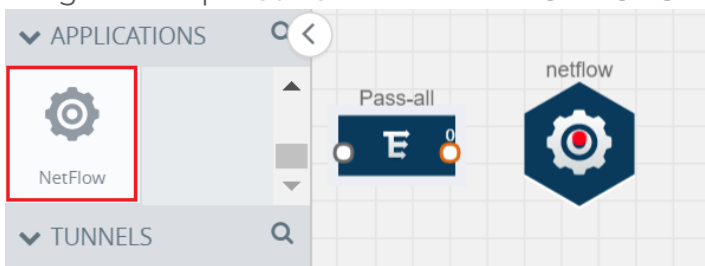 APPLICATIONS
NetFlow
TUNNELS
Pass-all
0
netflow